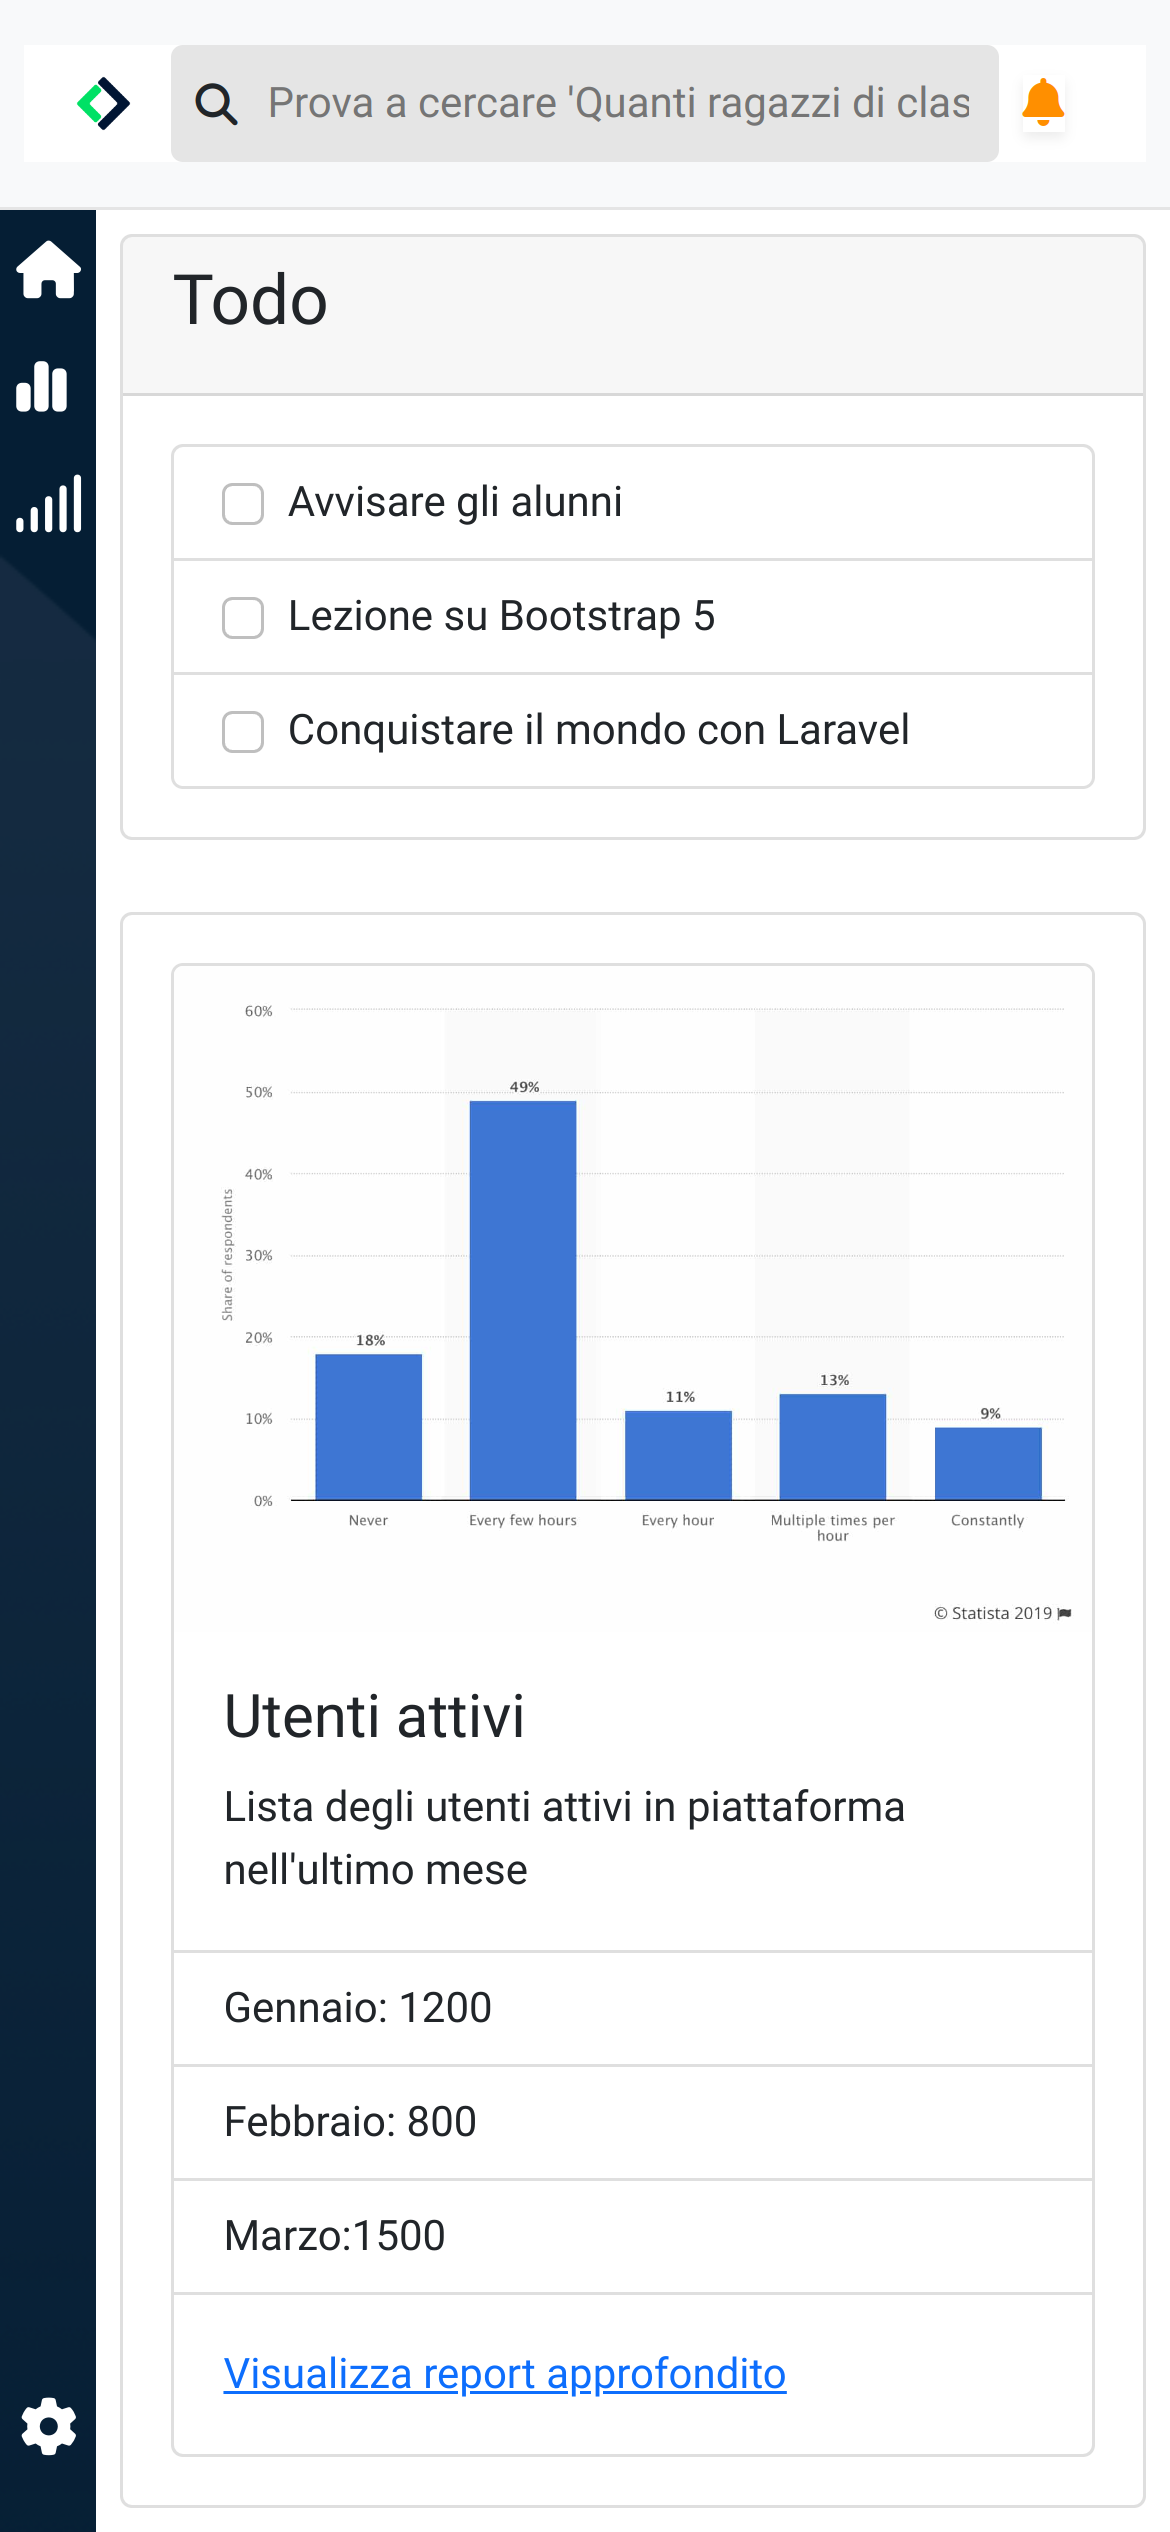 Prova a cercare 'Quanti ragazzi di clas
Todo
Avvisare gli alunni
Lezione su Bootstrap 5
Conquistare il mondo con Laravel
60%
50%
40%
30%
20%
10%
0%
Share of respondents
18%
49%
11%
13%
9%
Never
Every few hours
Every hour
Multiple times per
hour
Constantly
© Statista 2019
Utenti attivi
Lista degli utenti attivi in piattaforma
nell'ultimo mese
Gennaio: 1200
Febbraio: 800
Marzo:1500
Visualizza report approfondito